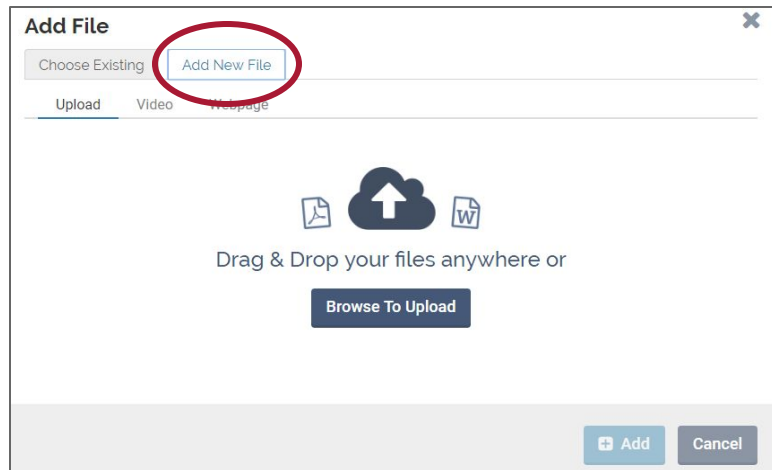 Add File
Choose Existing Add New File
Upload Video Webpage
W
Drag & Drop your files anywhere or
Browse To Upload
Add Cancel